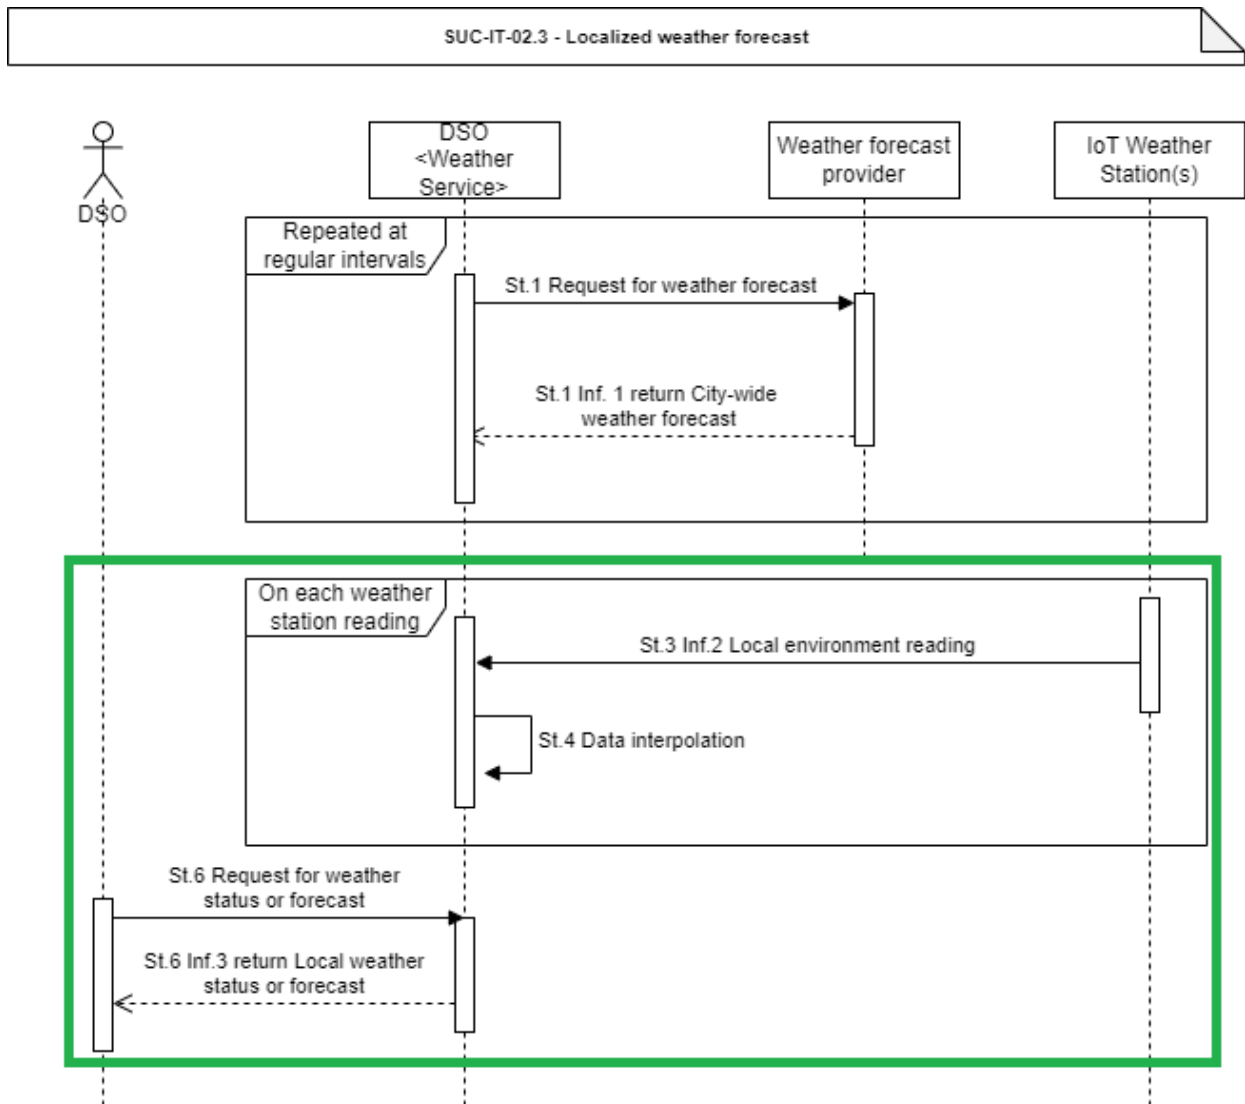 SUC-IT-02.3 - Localized weather forecast
DSO
DSO
<Weather
Service>
Weather forecast
provider
IoT Weather
Station(s)
Repeated at
regular intervals
St.1 Request for weather forecast
St.1 Inf. 1 return City-wide
weather forecast
On each weather
station reading
St.3 Inf.2 Local environment reading
St.4 Data interpolation
St.6 Request for weather
status or forecast
St.6 Inf.3 return Local weather
status or forecast